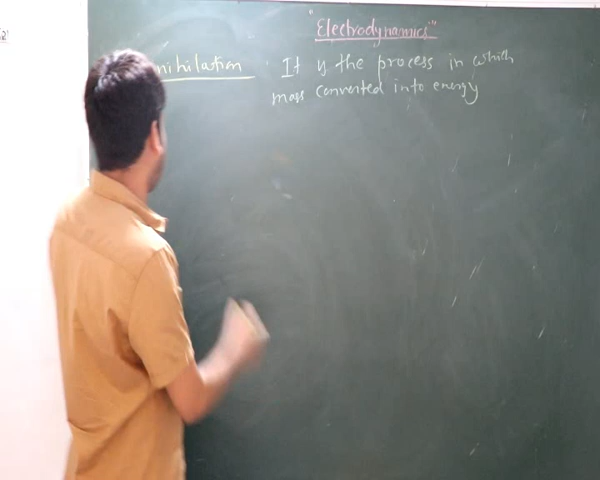 "Electrodynamics"
nihilation It is the process in which
mass converted into energy